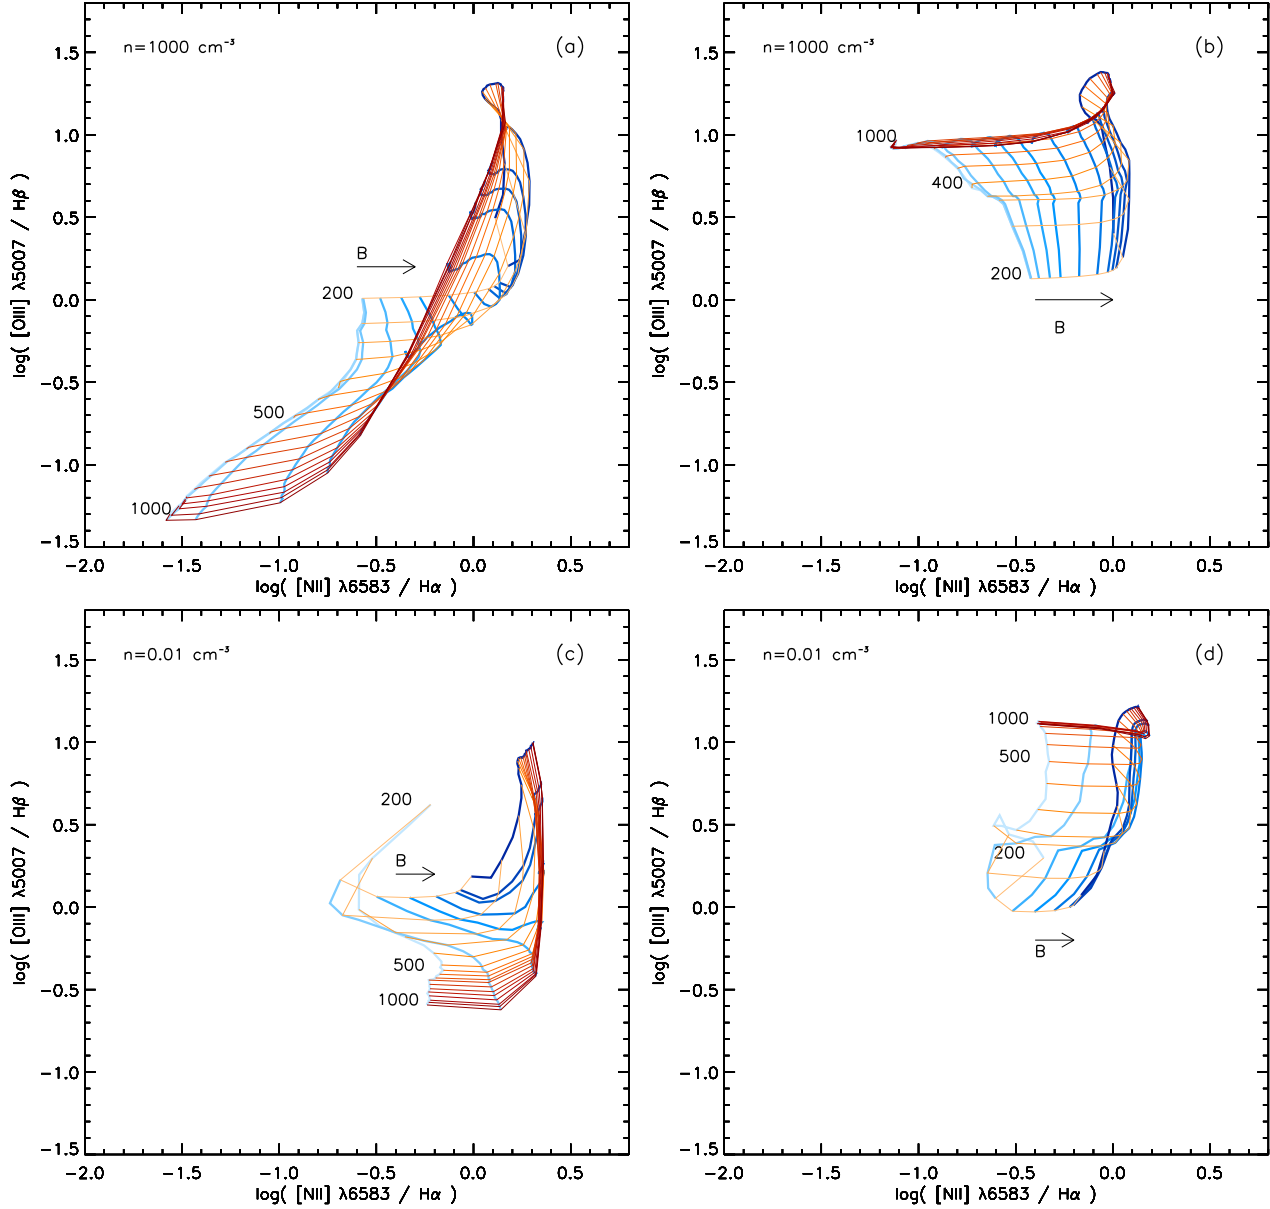 n=1000 cm⁻³
(a)
1.5
1.0
0.5
0.0
−0.5
−1.0
−1.5
log( [OIII] λ5007 / Hβ )
B
200
500
1000
−2.0 −1.5 −1.0 −0.5 0.0 0.5
log( [NII] λ6583 / Hα )
n=1000 cm⁻³
(b)
1.5
1.0
0.5
0.0
−0.5
−1.0
−1.5
log( [OIII] λ5007 / Hβ )
1000
400
200
B
−2.0 −1.5 −1.0 −0.5 0.0 0.5
log( [NII] λ6583 / Hα )
n=0.01 cm⁻³
(c)
1.5
1.0
0.5
0.0
−0.5
−1.0
−1.5
log( [OIII] λ5007 / Hβ )
200
B
500
1000
−2.0 −1.5 −1.0 −0.5 0.0 0.5
log( [NII] λ6583 / Hα )
n=0.01 cm⁻³
(d)
1.5
1.0
0.5
0.0
−0.5
−1.0
−1.5
log( [OIII] λ5007 / Hβ )
1000
500
200
B
−2.0 −1.5 −1.0 −0.5 0.0 0.5
log( [NII] λ6583 / Hα )